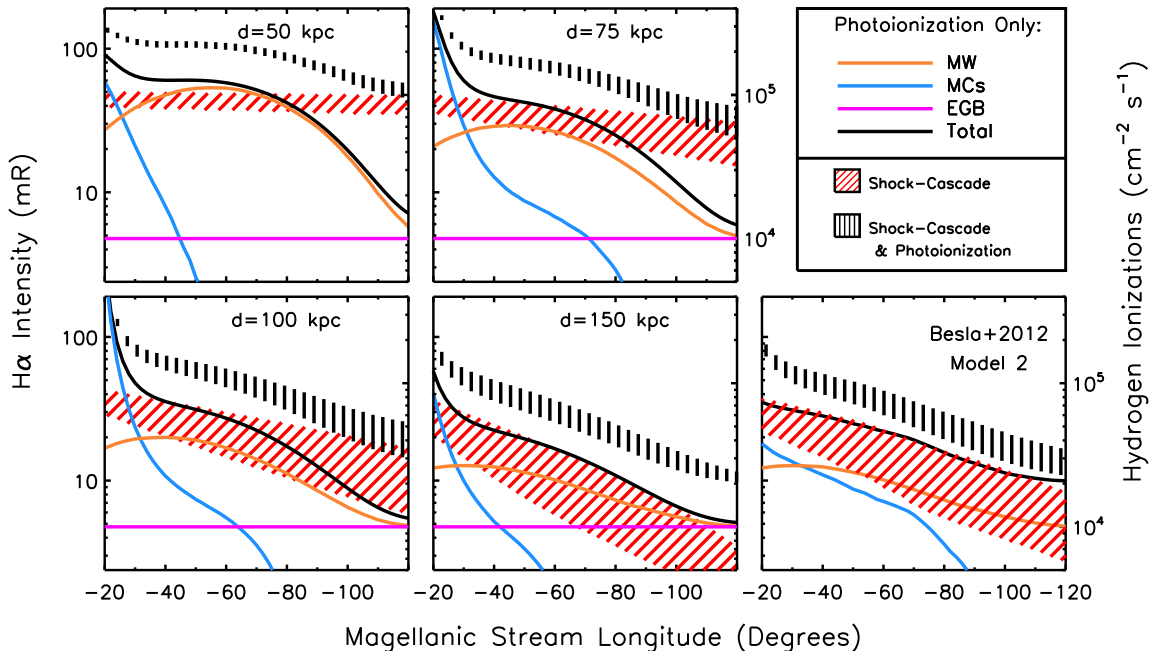 d=50 kpc
d=75 kpc
100
10
10⁵
10⁴
Photoionization Only:
MW
MCs
EGB
Total
Shock-Cascade
Shock-Cascade
& Photoionization
Hα Intensity (mR)
Hydrogen Ionizations (cm⁻² s⁻¹)
d=100 kpc
d=150 kpc
Besla+2012
Model 2
100
10
10⁵
10⁴
-20 -40 -60 -80 -100
-20 -40 -60 -80 -100
-20 -40 -60 -80 -100 -120
Magellanic Stream Longitude (Degrees)